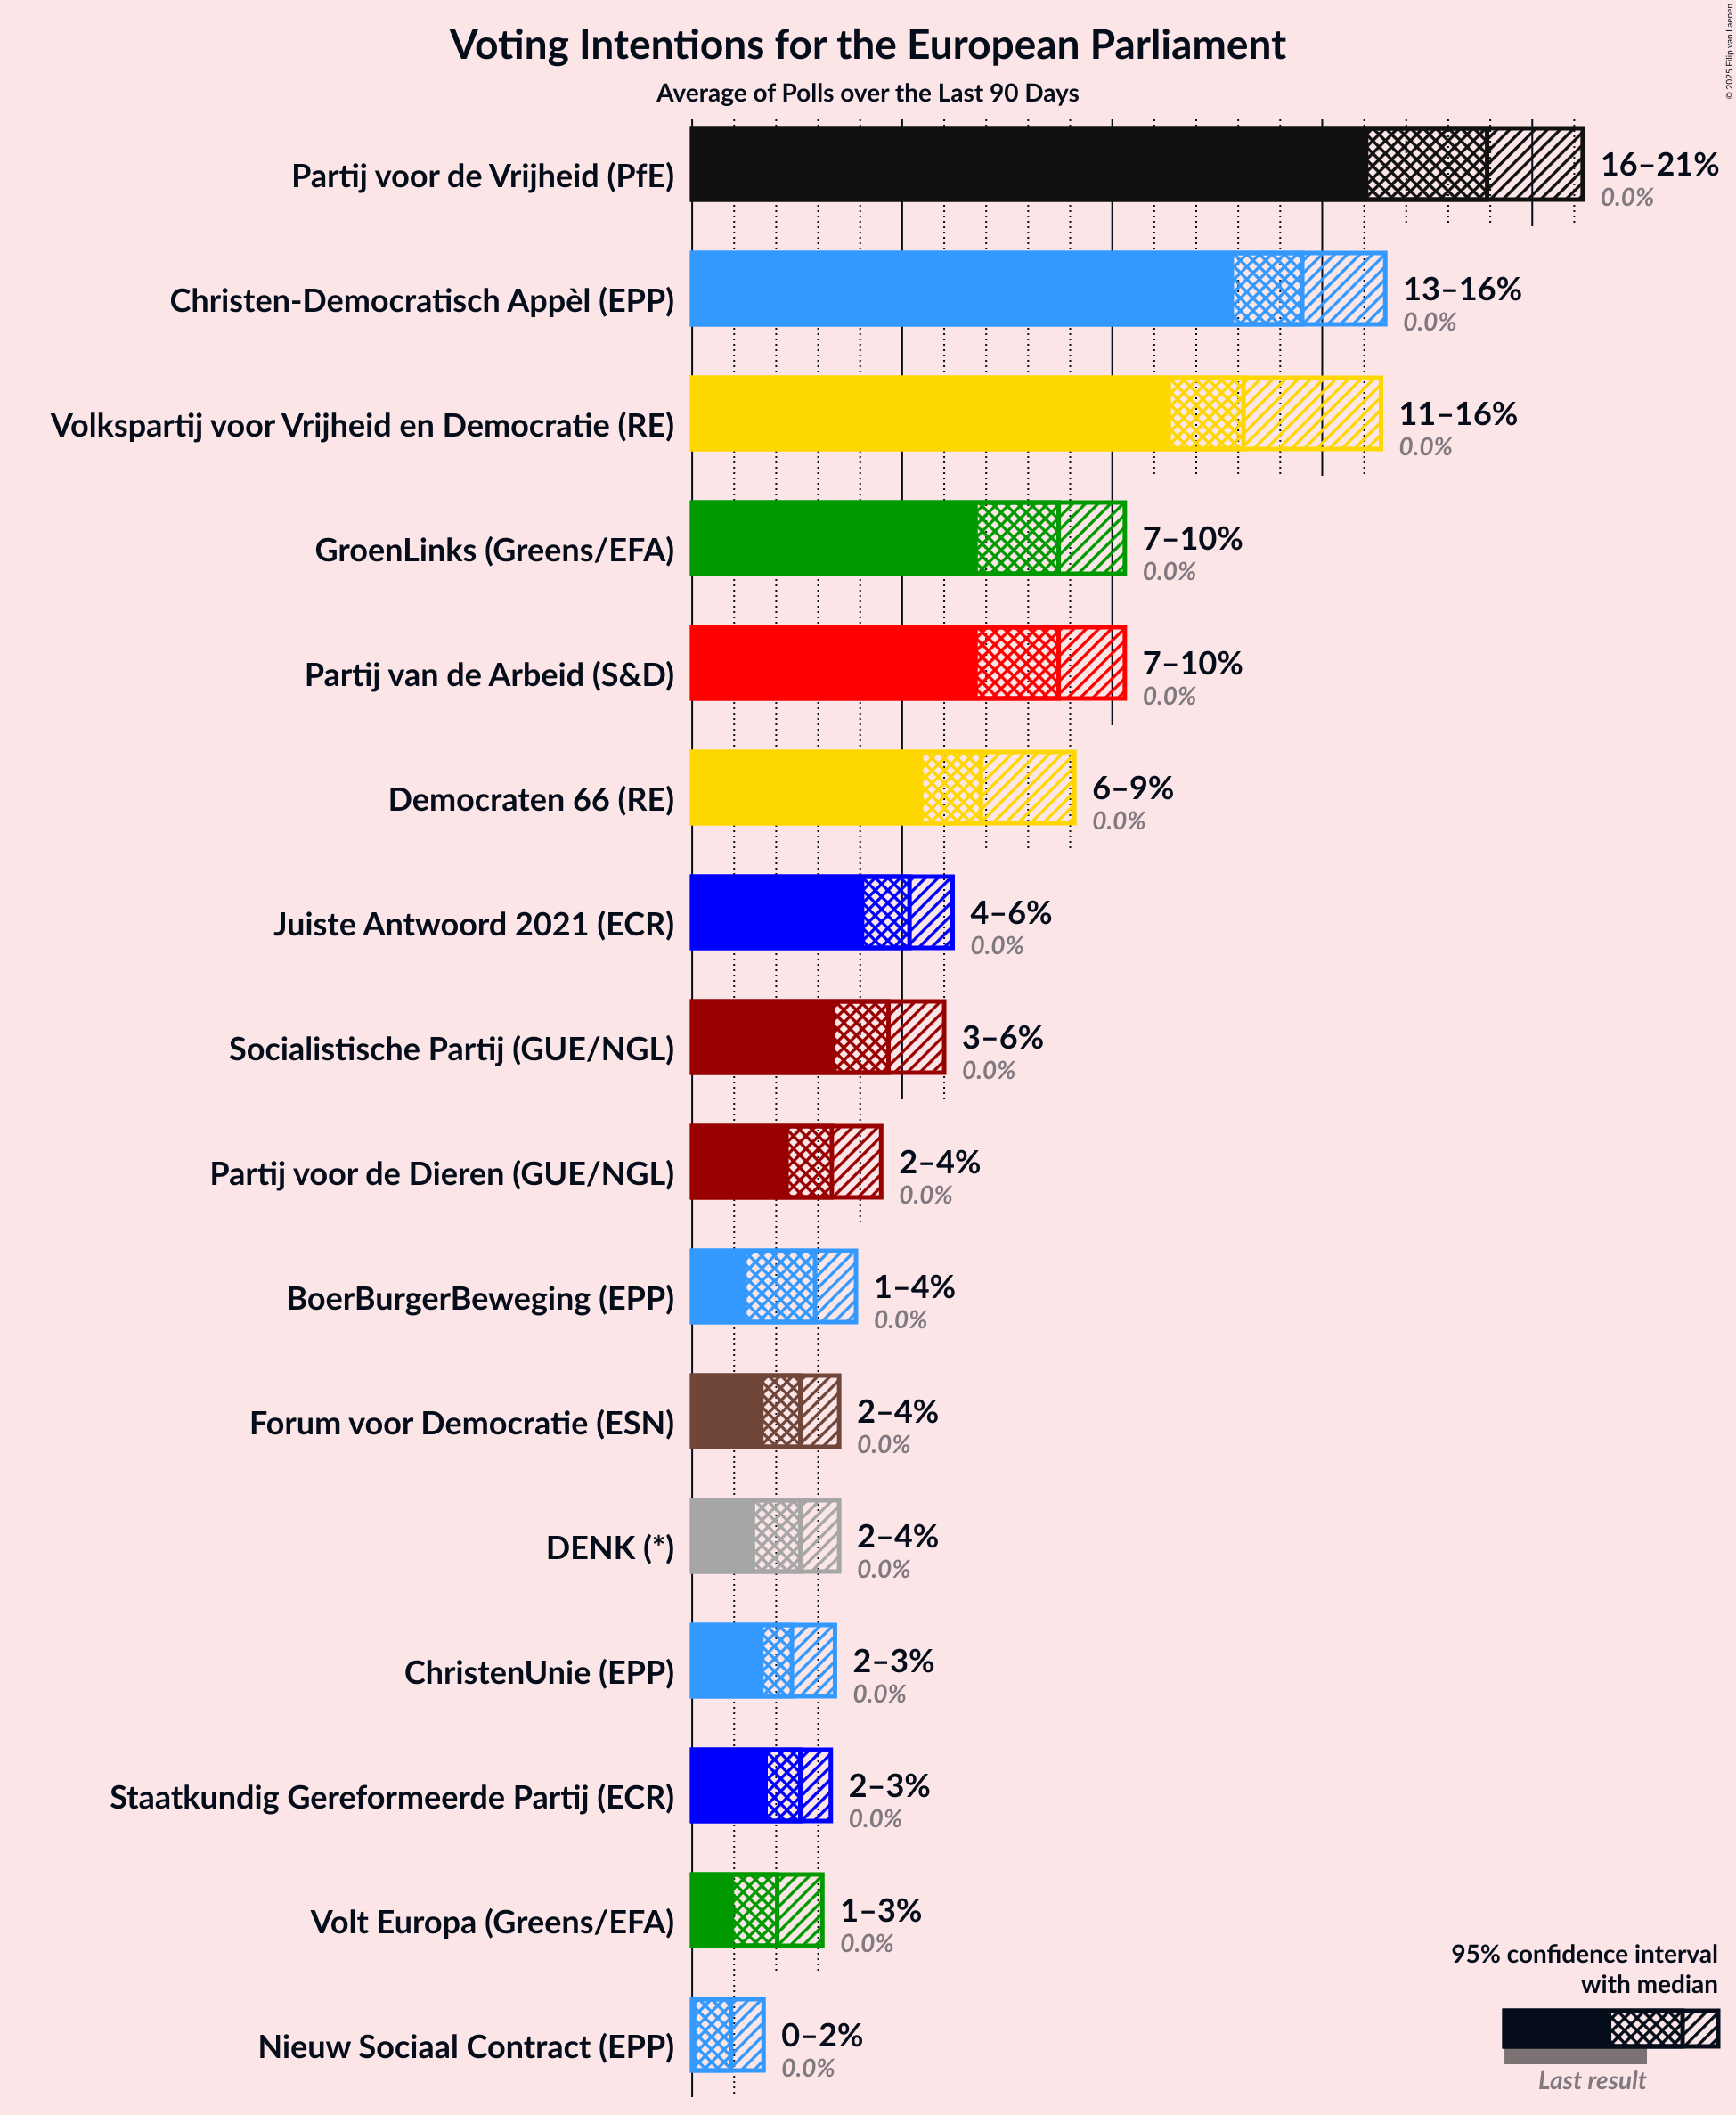 Voting Intentions for the European Parliament
Average of Polls over the Last 90 Days
© 2025 Filip van Laenen
Partij voor de Vrijheid (PfE)
16–21%
0.0%
Christen-Democratisch Appèl (EPP)
13–16%
0.0%
Volkspartij voor Vrijheid en Democratie (RE)
11–16%
0.0%
GroenLinks (Greens/EFA)
7–10%
0.0%
Partij van de Arbeid (S&D)
7–10%
0.0%
Democraten 66 (RE)
6–9%
0.0%
Juiste Antwoord 2021 (ECR)
4–6%
0.0%
Socialistische Partij (GUE/NGL)
3–6%
0.0%
Partij voor de Dieren (GUE/NGL)
2–4%
0.0%
BoerBurgerBeweging (EPP)
1–4%
0.0%
Forum voor Democratie (ESN)
2–4%
0.0%
DENK (*)
2–4%
0.0%
ChristenUnie (EPP)
2–3%
0.0%
Staatkundig Gereformeerde Partij (ECR)
2–3%
0.0%
Volt Europa (Greens/EFA)
1–3%
0.0%
Nieuw Sociaal Contract (EPP)
0–2%
0.0%
95% confidence interval
with median
Last result